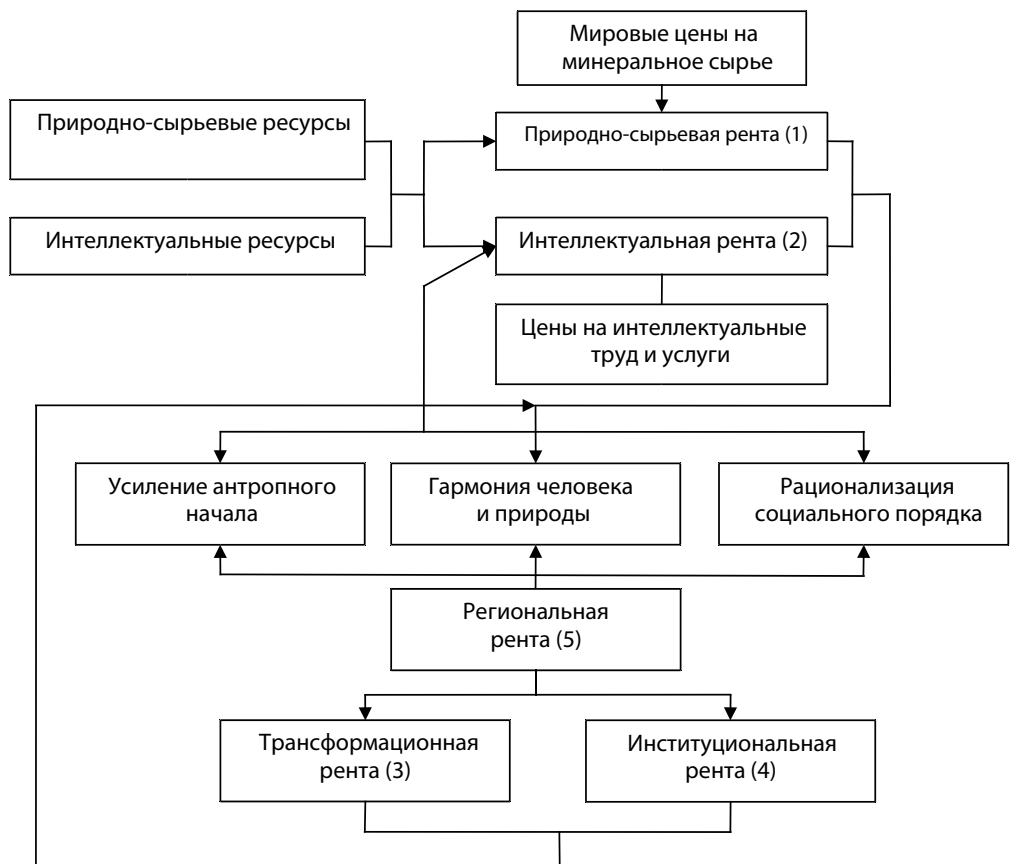 Мировые цены на
минеральное сырье
Природно-сырьевые ресурсы
Природно-сырьевая рента (1)
Интеллектуальные ресурсы
Интеллектуальная рента (2)
Цены на интеллектуальные
труд и услуги
Усиление антропного
начала
Гармония человека
и природы
Рационализация
социального порядка
Региональная
рента (5)
Трансформационная
рента (3)
Институциональная
рента (4)